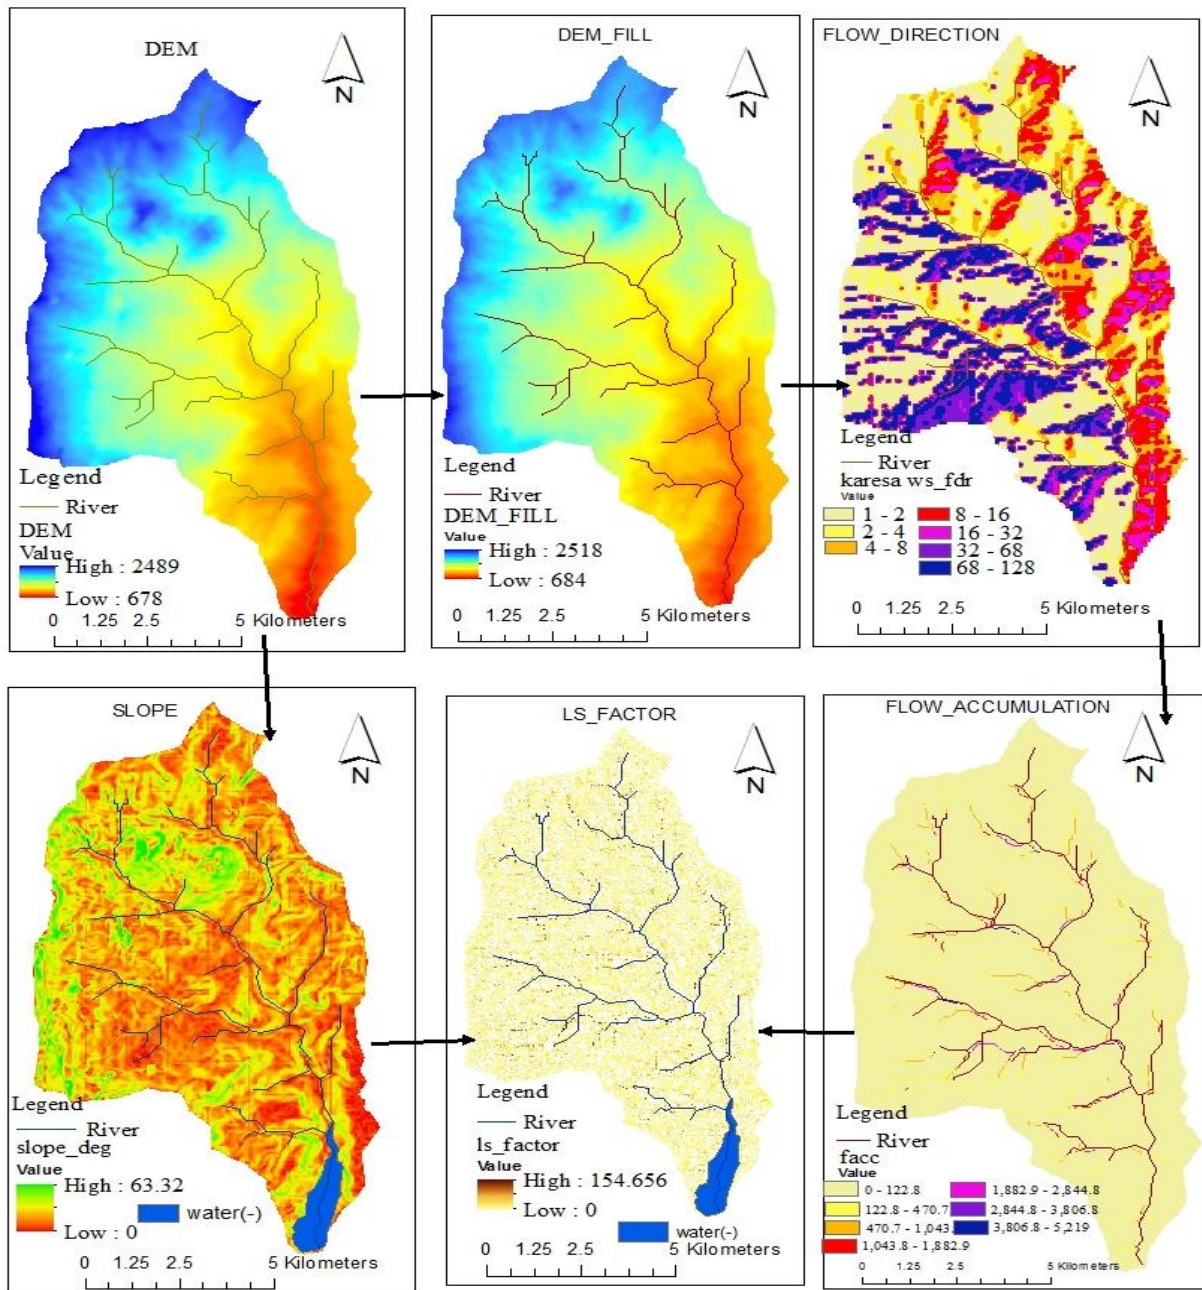 DEM
N
Legend
River
DEM
Value
High : 2489
Low : 678
0 1.25 2.5 5 Kilometers
DEM_FILL
N
Legend
River
DEM_FILL
Value
High : 2518
Low : 684
0 1.25 2.5 5 Kilometers
FLOW_DIRECTION
N
Legend
River
karesa ws_fdr
Value
1 - 2 8 - 16
2 - 4 16 - 32
4 - 8 32 - 68
68 - 128
0 1.25 2.5 5 Kilometers
SLOPE
N
Legend
River
slope_deg
Value
High : 63.32
water(-)
Low : 0
0 1.25 2.5 5 Kilometers
LS_FACTOR
N
Legend
River
ls_factor
Value
High : 154.656
Low : 0
water(-)
0 1.25 2.5 5 Kilometers
FLOW_ACCUMULATION
N
Legend
River
facc
Value
0 - 122.8 1,882.9 - 2,844.8
122.8 - 470.7 2,844.8 - 3,806.8
470.7 - 1,043. 3,806.8 - 5,219
1,043.8 - 1,882.9
0 1.25 2.5 5 Kilometers